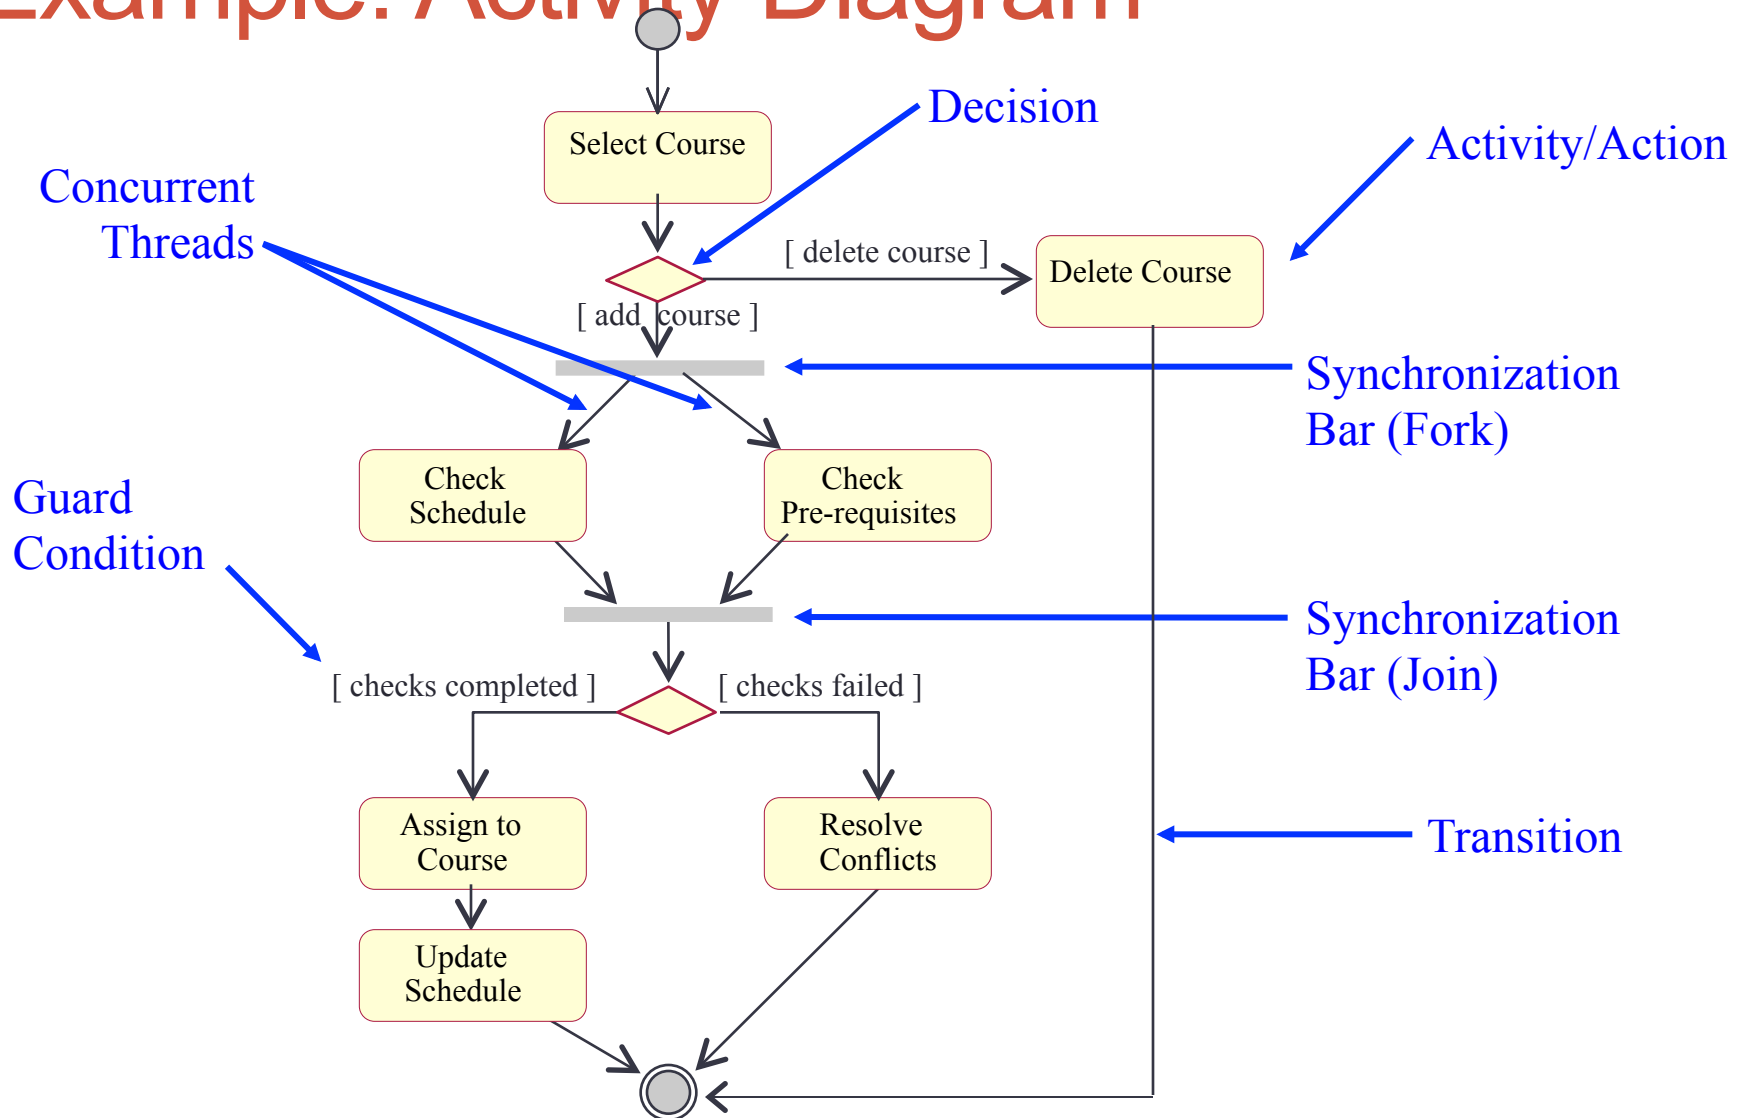 Example: Activity Diagram
Decision
Select Course
Activity/Action
Concurrent
Threads
[ delete course ]
Delete Course
[ add course ]
Synchronization
Bar (Fork)
Check
Schedule
Check
Pre-requisites
Guard
Condition
Synchronization
Bar (Join)
[ checks completed ]
[ checks failed ]
Assign to
Course
Resolve
Conflicts
Transition
Update
Schedule